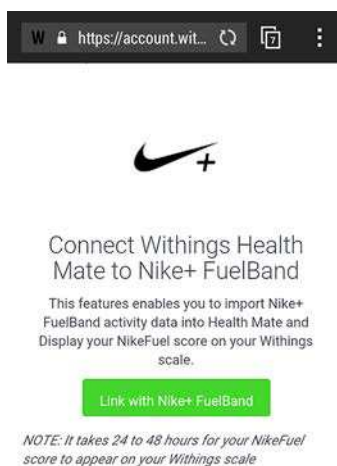 W https://account.wit... 7
Connect Withings Health
Mate to Nike+ FuelBand
This features enables you to import Nike+
FuelBand activity data into Health Mate and
Display your NikeFuel score on your Withings
scale.
Link with Nike+ FuelBand
NOTE: It takes 24 to 48 hours for your NikeFuel
score to appear on your Withings scale